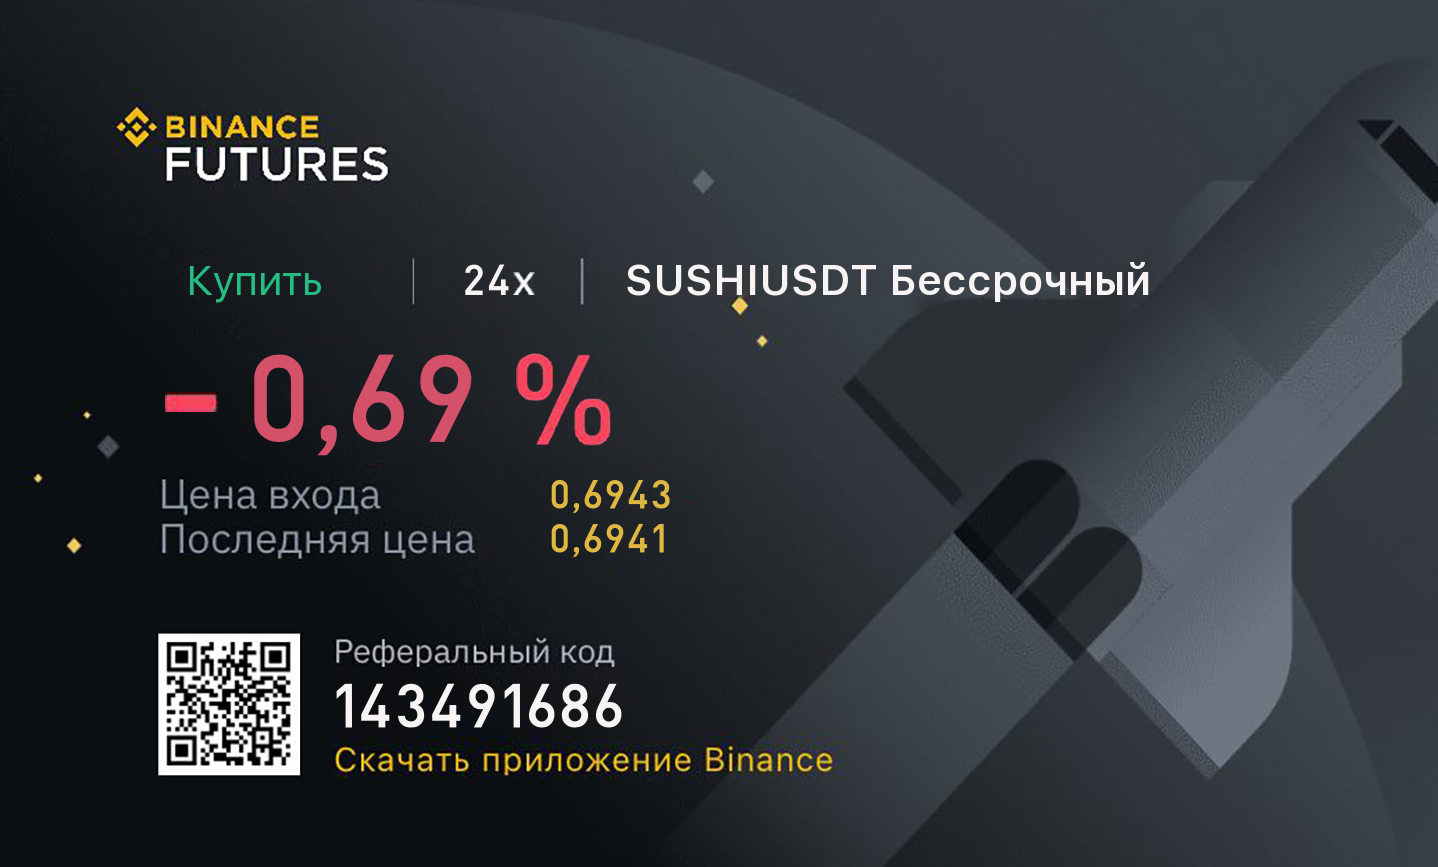 BINANCE
FUTURES
Купить | 24x | SUSHIUSDT Бессрочный
- 0,69 %
Цена входа 0,6943
Последняя цена 0,6941
Реферальный код
143491686
Скачать приложение Binance